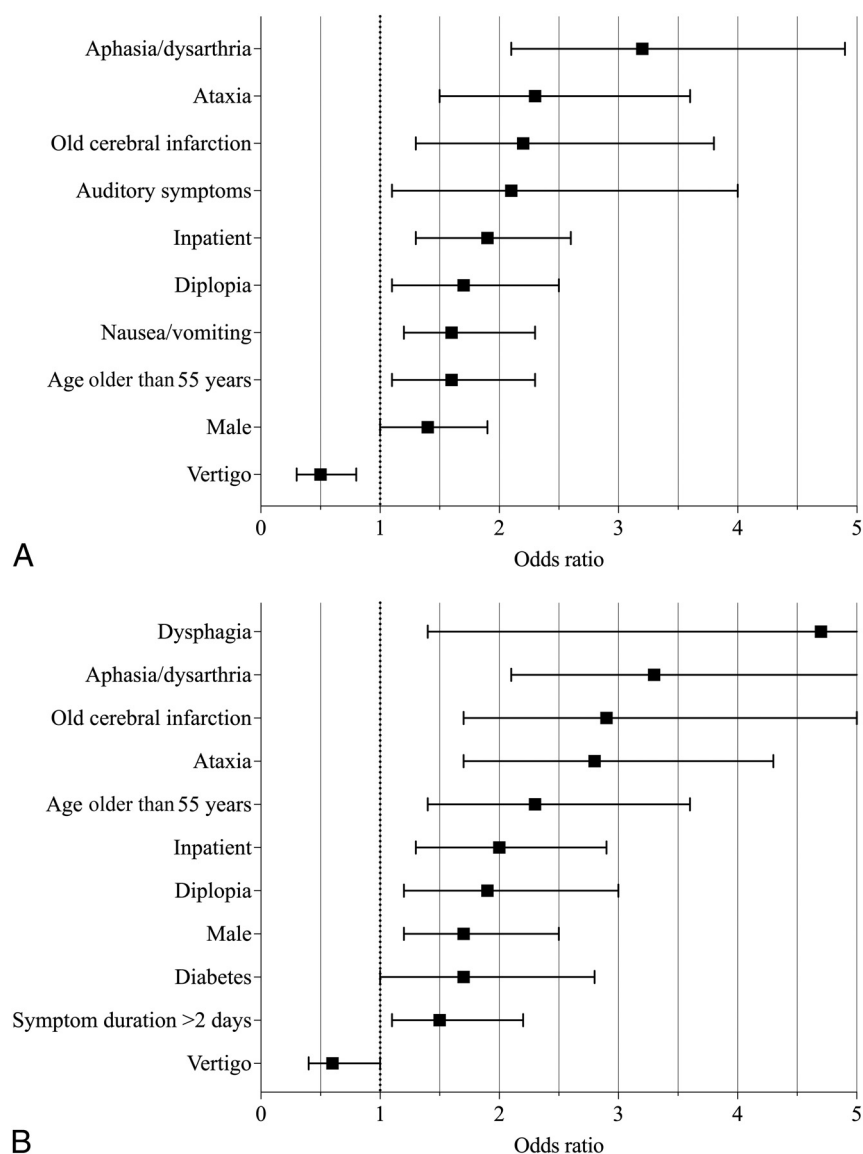 Aphasia/dysarthria
Ataxia
Old cerebral infarction
Auditory symptoms
Inpatient
Diplopia
Nausea/vomiting
Age older than 55 years
Male
Vertigo
0 1 2 3 4 5
Odds ratio
A
Dysphagia
Aphasia/dysarthria
Old cerebral infarction
Ataxia
Age older than 55 years
Inpatient
Diplopia
Male
Diabetes
Symptom duration >2 days
Vertigo
0 1 2 3 4 5
Odds ratio
B